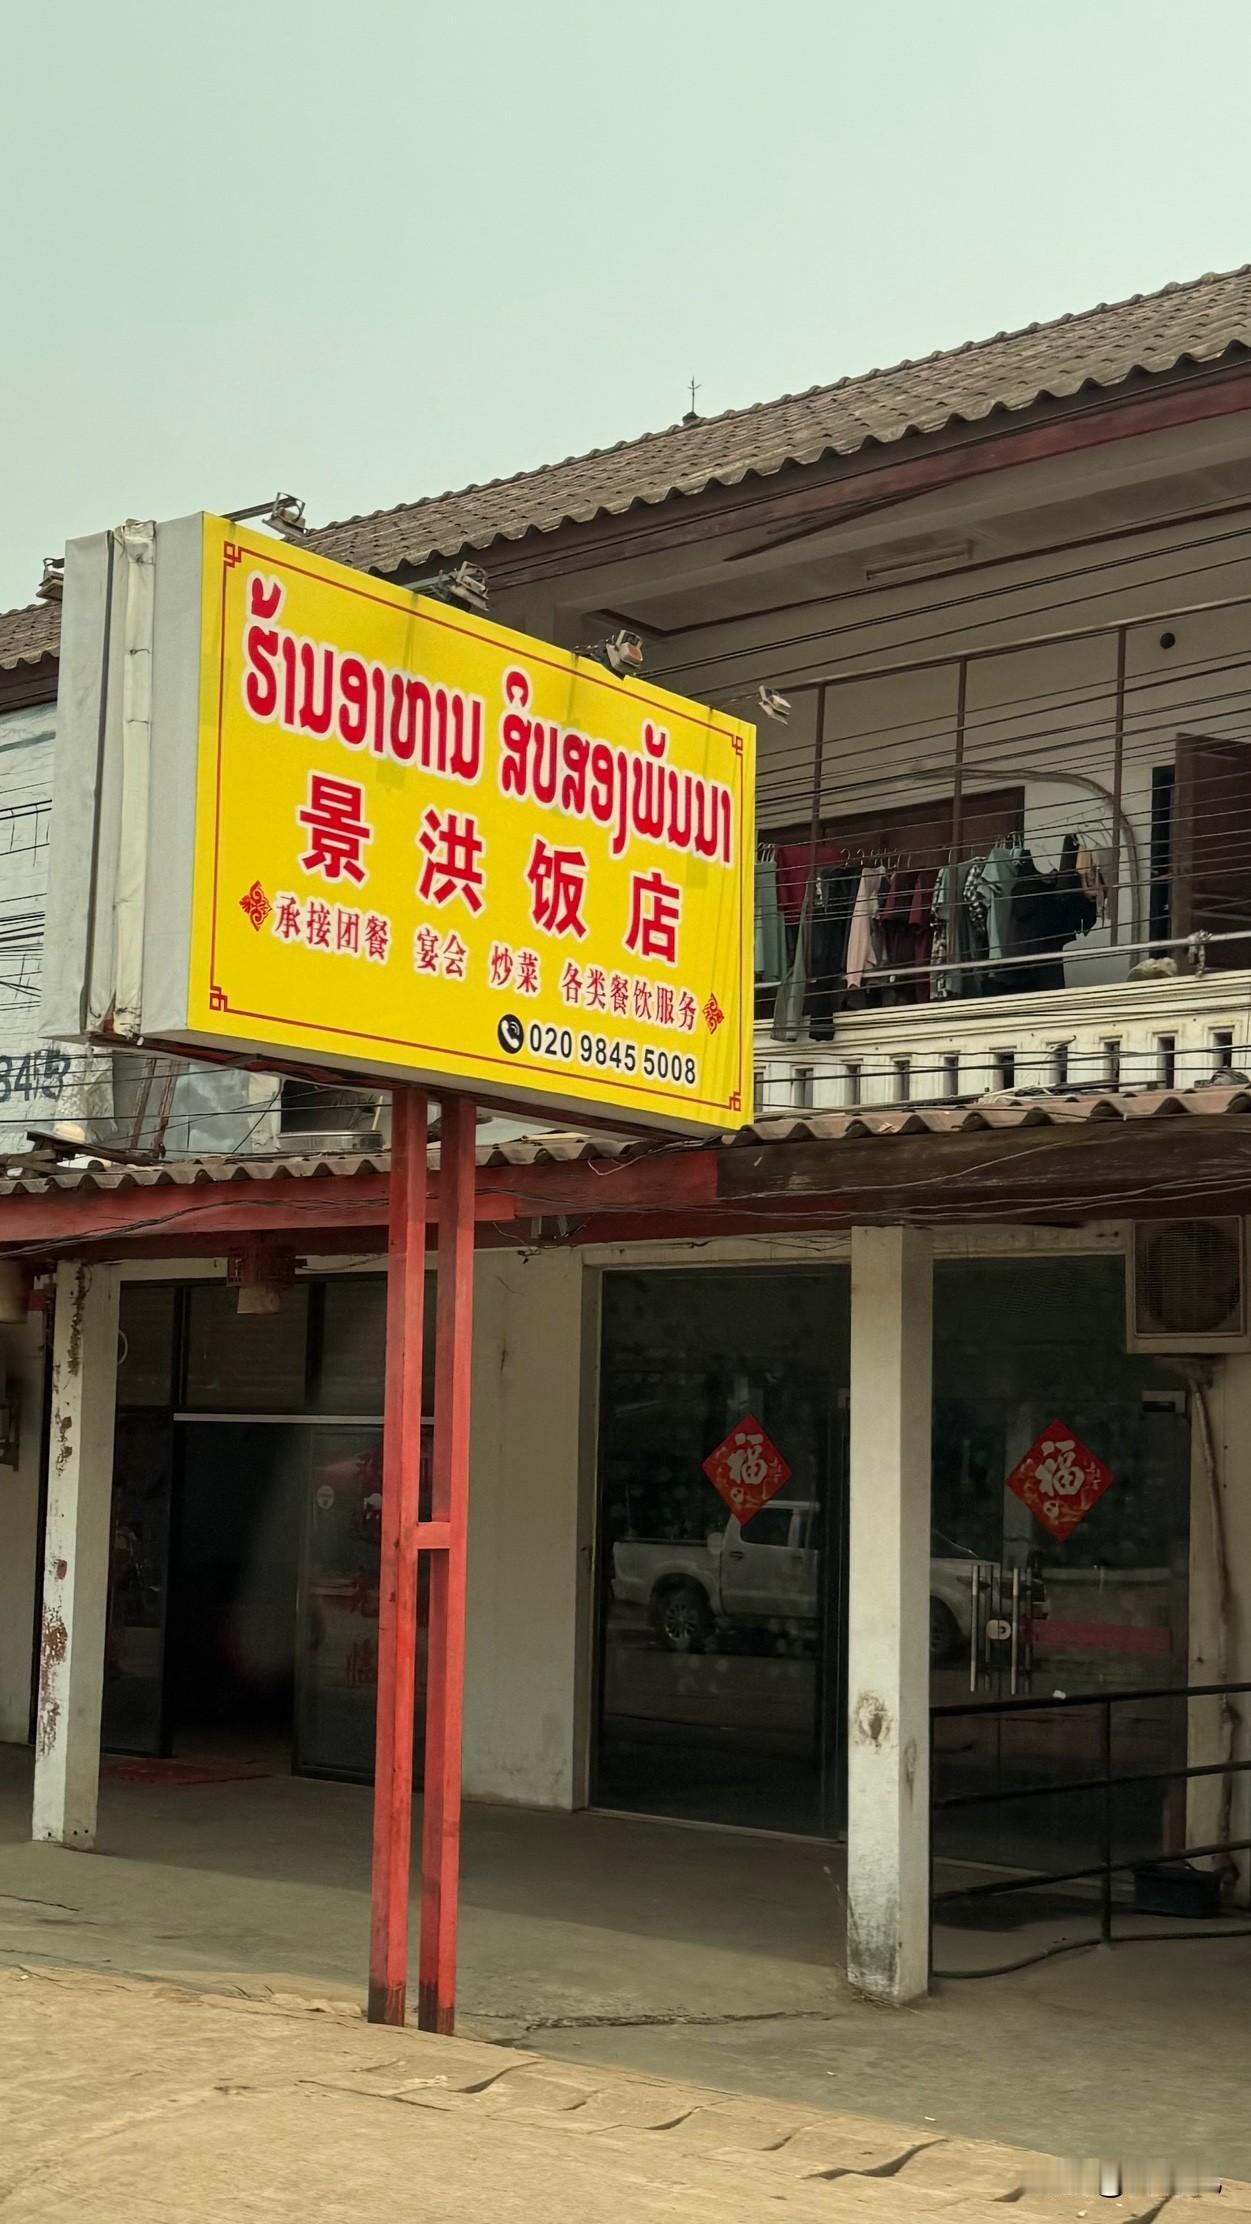 ຮ້ານອາຫານ ສິບສອງພັນນາ
景洪饭店
承接团餐 宴会 炒菜 各类餐饮服务
020 9845 5008
福
福